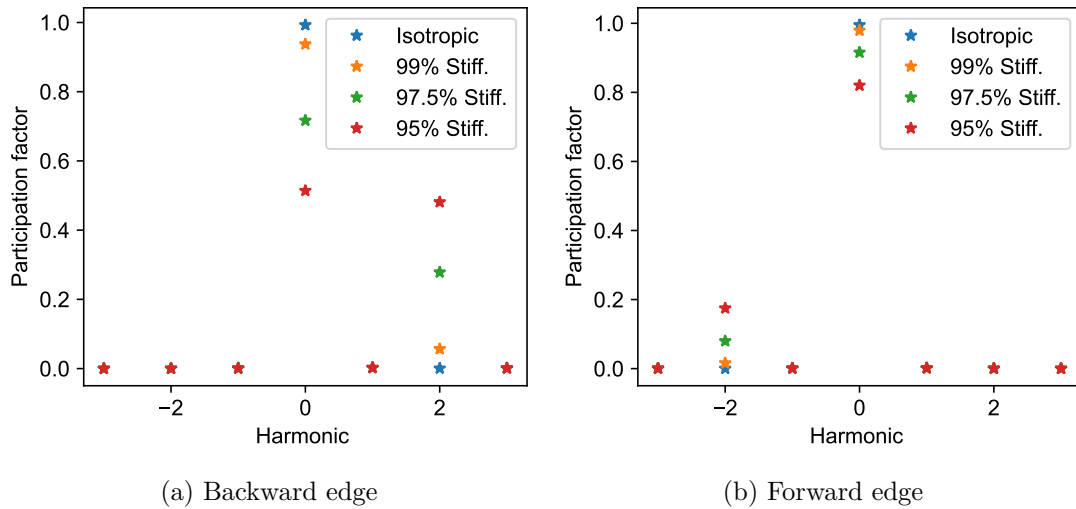 1.0
0.8
0.6
0.4
0.2
0.0
Participation factor
−2
0
2
Harmonic
Isotropic
99% Stiff.
97.5% Stiff.
95% Stiff.
(a) Backward edge
1.0
0.8
0.6
0.4
0.2
0.0
Participation factor
−2
0
2
Harmonic
Isotropic
99% Stiff.
97.5% Stiff.
95% Stiff.
(b) Forward edge